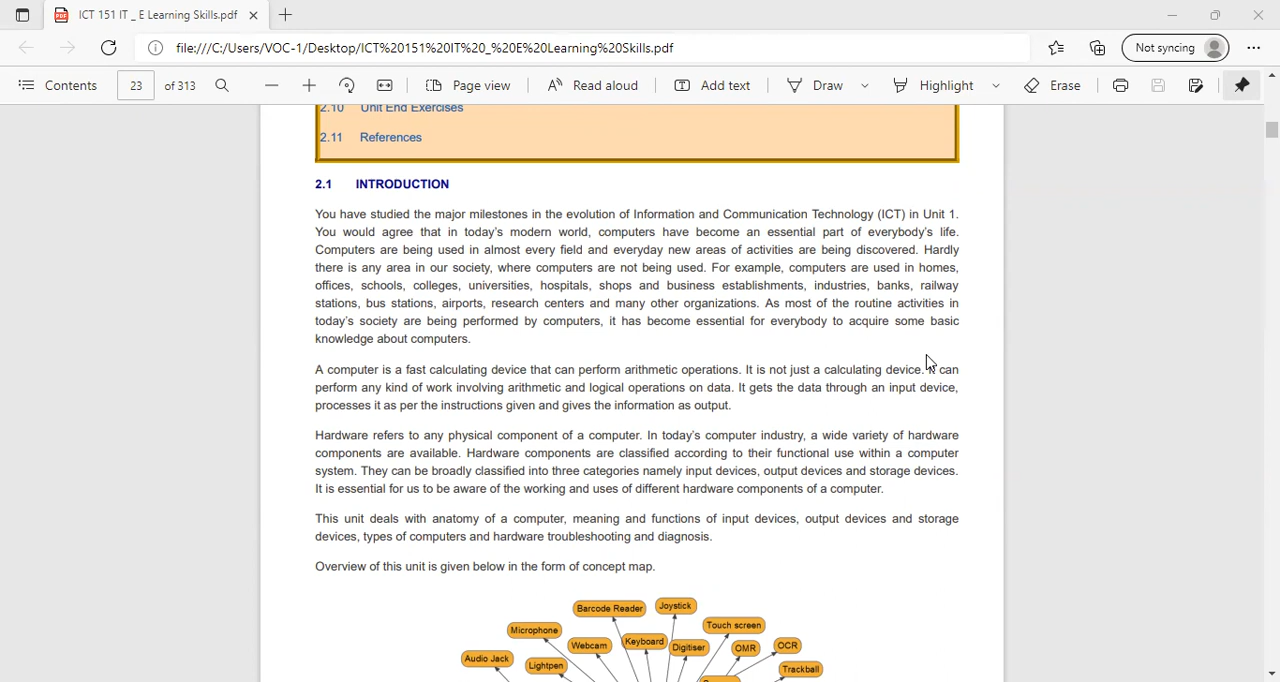 ICT 151 IT _ E Learning Skills.pdf
file:///C:/Users/VOC-1/Desktop/ICT%20151%20IT%20_%20E%20Learning%20Skills.pdf
Not syncing
Contents 23 of 313 Page view Read aloud Add text Draw Highlight Erase
2.10 Unit End Exercises
2.11 References
2.1 INTRODUCTION
You have studied the major milestones in the evolution of Information and Communication Technology (ICT) in Unit 1.
You would agree that in today's modern world, computers have become an essential part of everybody's life.
Computers are being used in almost every field and everyday new areas of activities are being discovered. Hardly
there is any area in our society, where computers are not being used. For example, computers are used in homes,
offices, schools, colleges, universities, hospitals, shops and business establishments, industries, banks, railway
stations, bus stations, airports, research centers and many other organizations. As most of the routine activities in
today's society are being performed by computers, it has become essential for everybody to acquire some basic
knowledge about computers.
A computer is a fast calculating device that can perform arithmetic operations. It is not just a calculating device. It can
perform any kind of work involving arithmetic and logical operations on data. It gets the data through an input device,
processes it as per the instructions given and gives the information as output.
Hardware refers to any physical component of a computer. In today's computer industry, a wide variety of hardware
components are available. Hardware components are classified according to their functional use within a computer
system. They can be broadly classified into three categories namely input devices, output devices and storage devices.
It is essential for us to be aware of the working and uses of different hardware components of a computer.
This unit deals with anatomy of a computer, meaning and functions of input devices, output devices and storage
devices, types of computers and hardware troubleshooting and diagnosis.
Overview of this unit is given below in the form of concept map.
Barcode Reader Joystick
Microphone Touch screen
Webcam Keyboard Digitiser OMR OCR
Audio Jack Lightpen Trackball